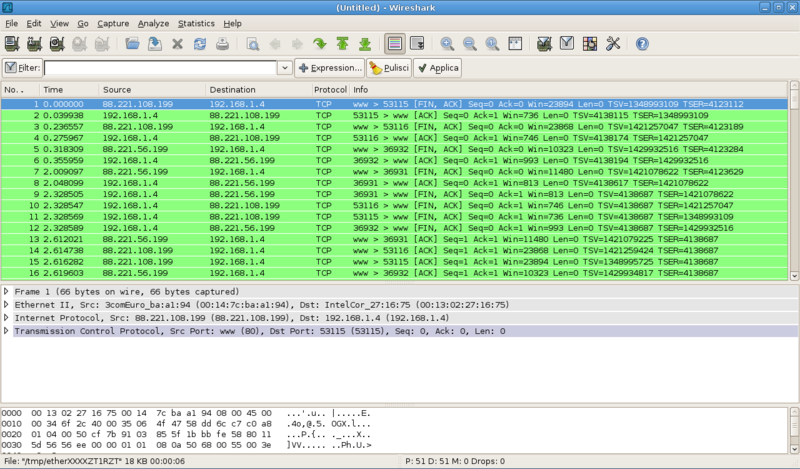 (Untitled) - Wireshark
File Edit View Go Capture Analyze Statistics Help
Filter: Expression... Pulisci Applica
No. . Time Source Destination Protocol Info
1 0.000000 88.221.108.199 192.168.1.4 TCP www > 53115 [FIN, ACK] Seq=0 Ack=0 Win=23894 Len=0 TSV=1348993109 TSER=4123112
2 0.039938 192.168.1.4 88.221.108.199 TCP 53115 > www [ACK] Seq=0 Ack=1 Win=736 Len=0 TSV=4138115 TSER=1348993109
3 0.236557 88.221.108.199 192.168.1.4 TCP www > 53116 [FIN, ACK] Seq=0 Ack=0 Win=23868 Len=0 TSV=1421257047 TSER=4123189
4 0.275967 192.168.1.4 88.221.108.199 TCP 53116 > www [ACK] Seq=0 Ack=1 Win=746 Len=0 TSV=4138174 TSER=1421257047
5 0.318309 88.221.56.199 192.168.1.4 TCP www > 36932 [FIN, ACK] Seq=0 Ack=0 Win=10323 Len=0 TSV=1429932516 TSER=4123284
6 0.355959 192.168.1.4 88.221.56.199 TCP 36932 > www [ACK] Seq=0 Ack=1 Win=993 Len=0 TSV=4138194 TSER=1429932516
7 2.009097 88.221.56.199 192.168.1.4 TCP www > 36931 [FIN, ACK] Seq=0 Ack=0 Win=11480 Len=0 TSV=1421078622 TSER=4123629
8 2.048099 192.168.1.4 88.221.56.199 TCP 36931 > www [ACK] Seq=0 Ack=1 Win=813 Len=0 TSV=4138617 TSER=1421078622
9 2.328505 192.168.1.4 88.221.56.199 TCP 36931 > www [FIN, ACK] Seq=0 Ack=1 Win=813 Len=0 TSV=4138687 TSER=1421078622
10 2.328547 192.168.1.4 88.221.108.199 TCP 53116 > www [FIN, ACK] Seq=0 Ack=1 Win=746 Len=0 TSV=4138687 TSER=1421257047
11 2.328569 192.168.1.4 88.221.108.199 TCP 53115 > www [FIN, ACK] Seq=0 Ack=1 Win=736 Len=0 TSV=4138687 TSER=1348993109
12 2.328589 192.168.1.4 88.221.56.199 TCP 36932 > www [FIN, ACK] Seq=0 Ack=1 Win=993 Len=0 TSV=4138687 TSER=1429932516
13 2.612021 88.221.56.199 192.168.1.4 TCP www > 36931 [ACK] Seq=1 Ack=1 Win=11480 Len=0 TSV=1421079225 TSER=4138687
14 2.614738 88.221.108.199 192.168.1.4 TCP www > 53116 [ACK] Seq=1 Ack=1 Win=23868 Len=0 TSV=1421259424 TSER=4138687
15 2.616282 88.221.108.199 192.168.1.4 TCP www > 53115 [ACK] Seq=1 Ack=1 Win=23894 Len=0 TSV=1348995725 TSER=4138687
16 2.619603 88.221.56.199 192.168.1.4 TCP www > 36932 [ACK] Seq=1 Ack=1 Win=10323 Len=0 TSV=1429934817 TSER=4138687
Frame 1 (66 bytes on wire, 66 bytes captured)
Ethernet II, Src: 3comEuro_ba:a1:94 (00:14:7c:ba:a1:94), Dst: IntelCor_27:16:75 (00:13:02:27:16:75)
Internet Protocol, Src: 88.221.108.199 (88.221.108.199), Dst: 192.168.1.4 (192.168.1.4)
Transmission Control Protocol, Src Port: www (80), Dst Port: 53115 (53115), Seq: 0, Ack: 0, Len: 0
0000 00 13 02 27 16 75 00 14 7c ba a1 94 08 00 45 00 ...'.u.. |.....E.
0010 00 34 6f 2c 40 00 35 06 4f 47 58 dd 6c c7 c0 a8 .4o,@.5. OGX.l...
0020 01 04 00 50 cf 7b 91 03 85 5f 1b bb fe 58 80 11 ...P.{.. ._...X..
0030 5d 56 56 ee 00 00 01 01 08 0a 50 68 00 55 00 3e ]VV..... ..Ph.U.>
File: "/tmp/etherXXXXZT1RZT" 18 KB 00:00:06 P: 51 D: 51 M: 0 Drops: 0